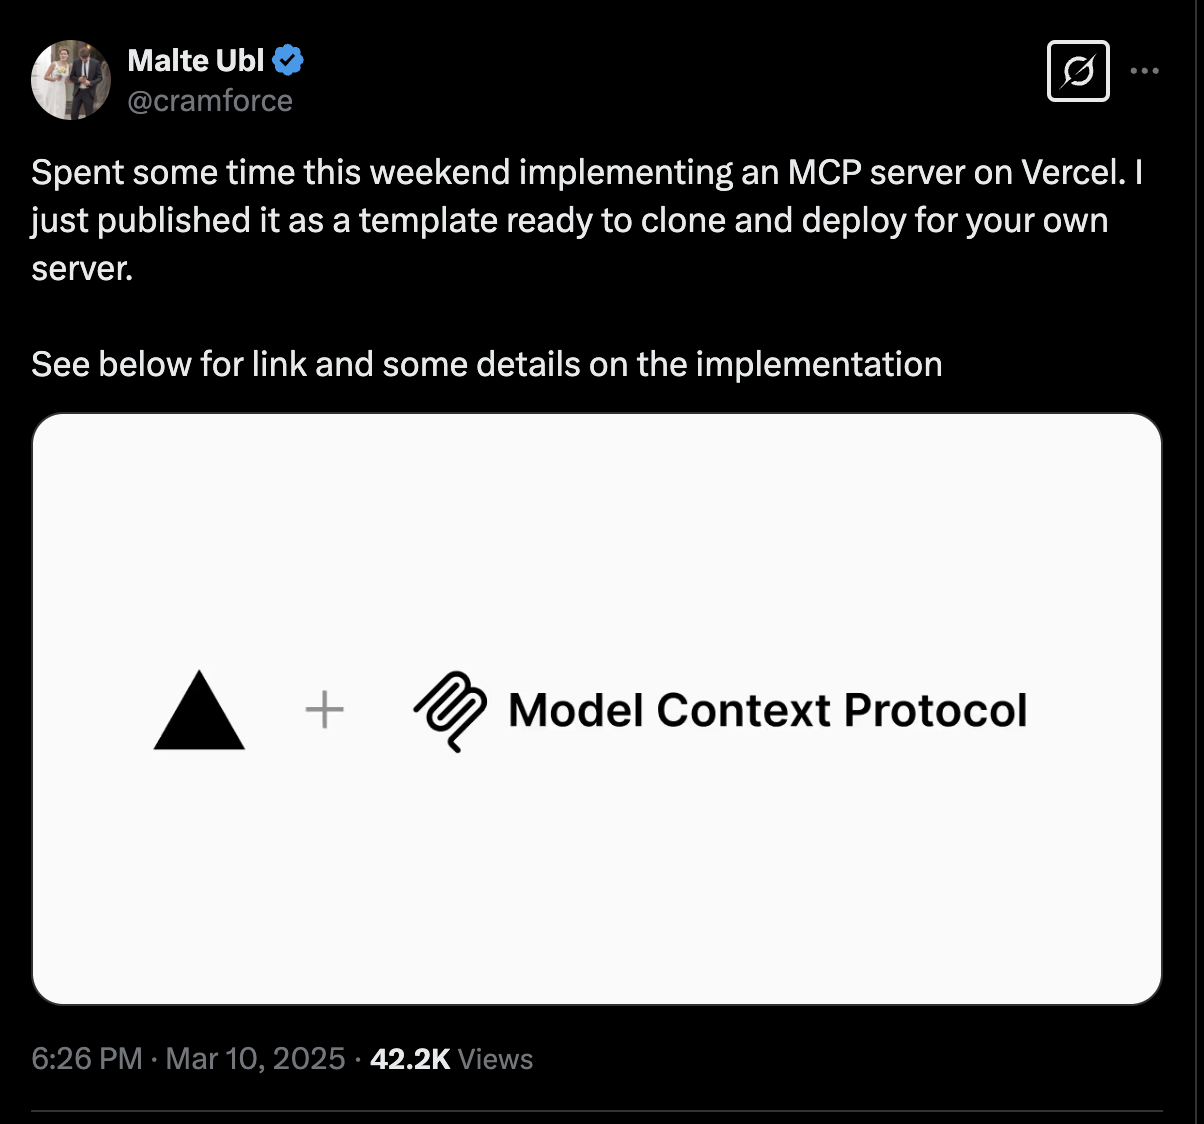 Malte Ubl
@cramforce
Spent some time this weekend implementing an MCP server on Vercel. I
just published it as a template ready to clone and deploy for your own
server.
See below for link and some details on the implementation
+ Model Context Protocol
6:26 PM · Mar 10, 2025 · 42.2K Views